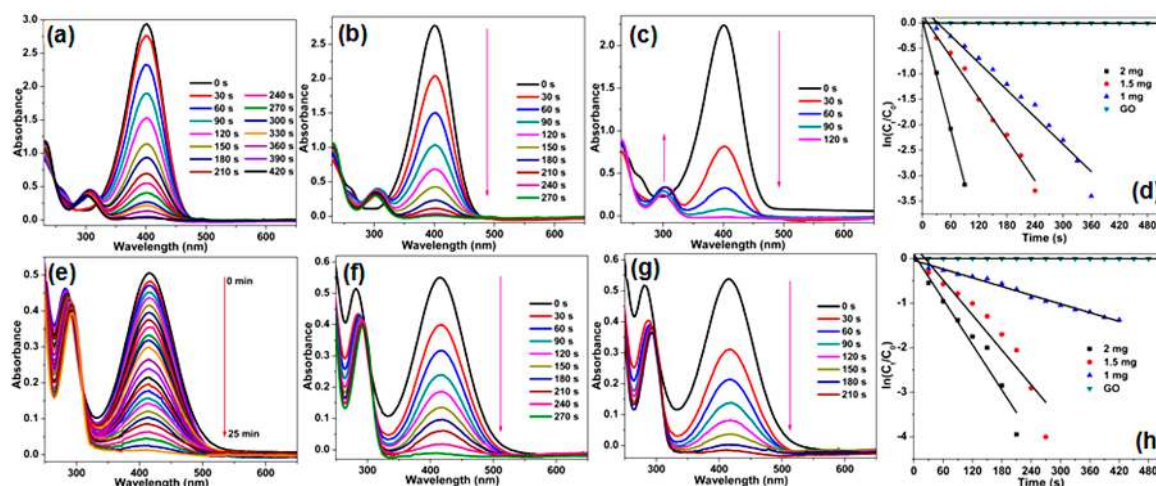 (a)
3.0
2.5
2.0
1.5
1.0
0.5
0.0
Absorbance
0 s
30 s
60 s
90 s
120 s
150 s
180 s
210 s
240 s
270 s
300 s
330 s
360 s
390 s
420 s
300 400 500 600
Wavelength (nm)
(b)
2.5
2.0
1.5
1.0
0.5
0.0
Absorbance
0 s
30 s
60 s
90 s
120 s
150 s
180 s
210 s
240 s
270 s
300 400 500 600
Wavelength (nm)
(c)
2.5
2.0
1.5
1.0
0.5
0.0
Absorbance
0 s
30 s
60 s
90 s
120 s
300 400 500 600
Wavelength (nm)
(d)
0.0
-0.5
-1.0
-1.5
-2.0
-2.5
-3.0
-3.5
ln(Ct/C0)
2 mg
1.5 mg
1 mg
GO
0 60 120 180 240 300 360 420
Time (s)
(e)
0.5
0.4
0.3
0.2
0.1
0.0
Absorbance
0 min
25 min
300 400 500 600
Wavelength (nm)
(f)
0.6
0.5
0.4
0.3
0.2
0.1
0.0
Absorbance
0 s
30 s
60 s
90 s
120 s
150 s
180 s
210 s
240 s
270 s
300 400 500 600
Wavelength (nm)
(g)
0.6
0.5
0.4
0.3
0.2
0.1
0.0
Absorbance
0 s
30 s
60 s
90 s
120 s
150 s
180 s
210 s
300 400 500 600
Wavelength (nm)
(h)
0
-1
-2
-3
-4
ln(Ct/C0)
2 mg
1.5 mg
1 mg
GO
0 60 120 180 240 300 360 420 480
Time (s)